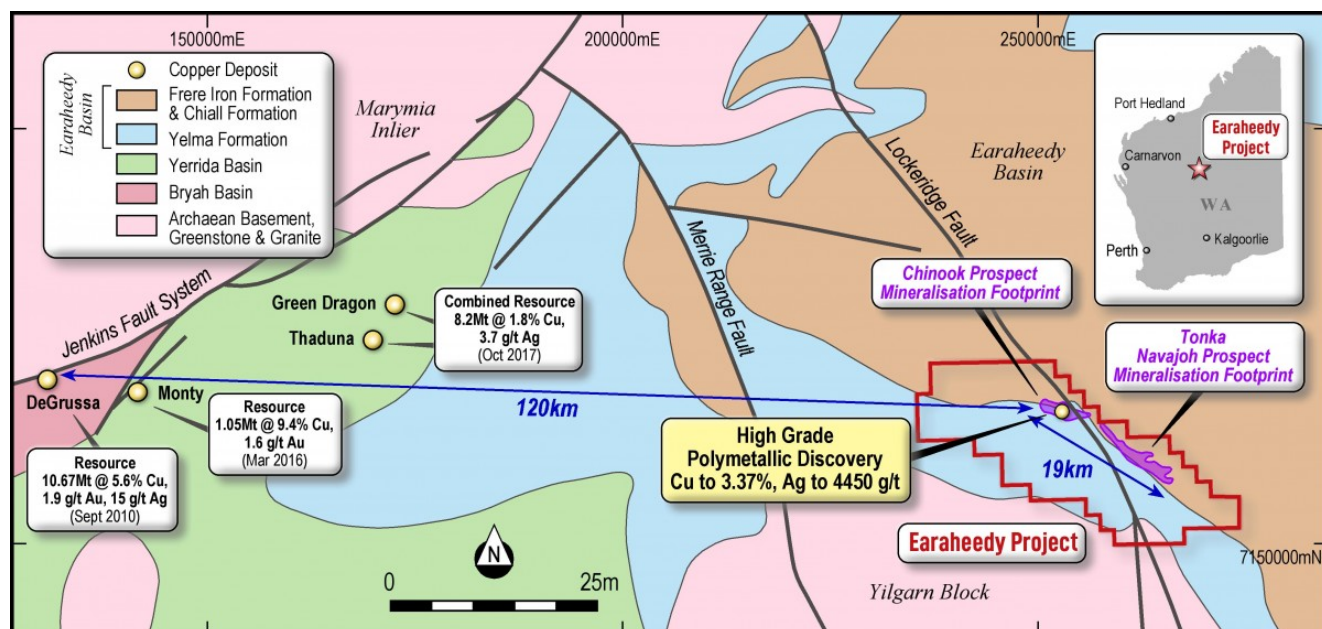 150000mE
200000mE
250000mE
Earaheedy
Basin
Copper Deposit
Frere Iron Formation
& Chiall Formation
Yelma Formation
Yerrida Basin
Bryah Basin
Archaean Basement,
Greenstone & Granite
Marymia
Inlier
Lockeridge Fault
Earaheedy
Basin
Port Hedland
Earaheedy
Project
Carnarvon
WA
Perth
Kalgoorlie
Merrie Range Fault
Chinook Prospect
Mineralisation Footprint
Jenkins Fault System
Green Dragon
Thaduna
Combined Resource
8.2Mt @ 1.8% Cu,
3.7 g/t Ag
(Oct 2017)
Tonka
Navajoh Prospect
Mineralisation Footprint
DeGrussa
Monty
120km
Resource
1.05Mt @ 9.4% Cu,
1.6 g/t Au
(Mar 2016)
High Grade
Polymetallic Discovery
Cu to 3.37%, Ag to 4450 g/t
19km
Resource
10.67Mt @ 5.6% Cu,
1.9 g/t Au, 15 g/t Ag
(Sept 2010)
Earaheedy Project
7150000mN
N
0
25m
Yilgarn Block